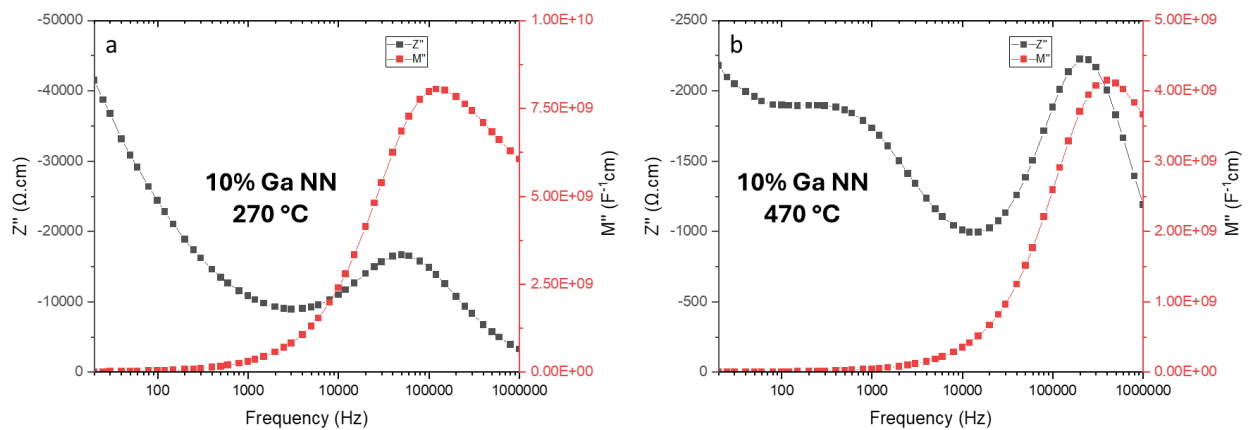 a
Z"
M"
10% Ga NN
270 °C
-50000
-40000
-30000
-20000
-10000
0
Z'' (Ω.cm)
1.00E+10
7.50E+09
5.00E+09
2.50E+09
0.00E+00
M'' (F⁻¹cm)
100
1000
10000
100000
1000000
Frequency (Hz)
b
Z"
M"
10% Ga NN
470 °C
-2500
-2000
-1500
-1000
-500
0
Z'' (Ω.cm)
5.00E+09
4.00E+09
3.00E+09
2.00E+09
1.00E+09
0.00E+00
M'' (F⁻¹cm)
100
1000
10000
100000
1000000
Frequency (Hz)